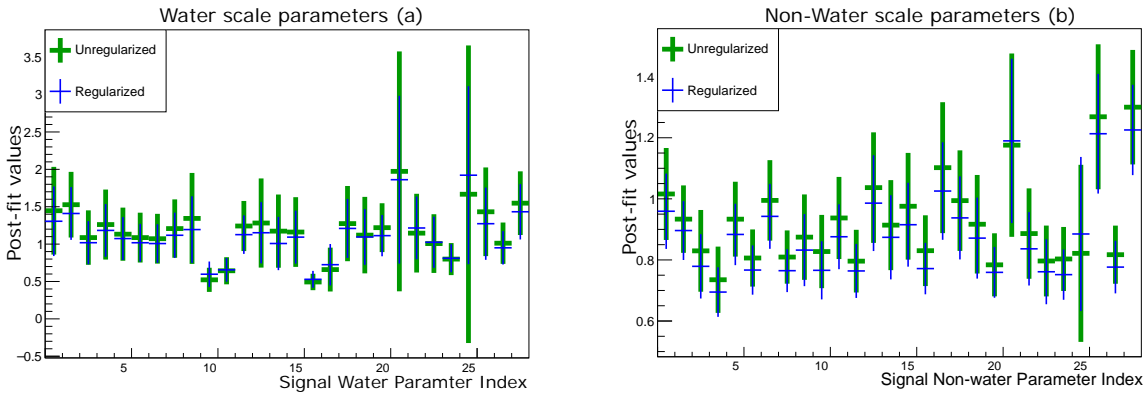 Water scale parameters (a)
Unregularized
Regularized
Post-fit values
3.5
3
2.5
2
1.5
1
0.5
0
−0.5
5
10
15
20
25
Signal Water Paramter Index
Non-Water scale parameters (b)
Unregularized
Regularized
Post-fit values
1.4
1.2
1
0.8
0.6
5
10
15
20
25
Signal Non-water Parameter Index